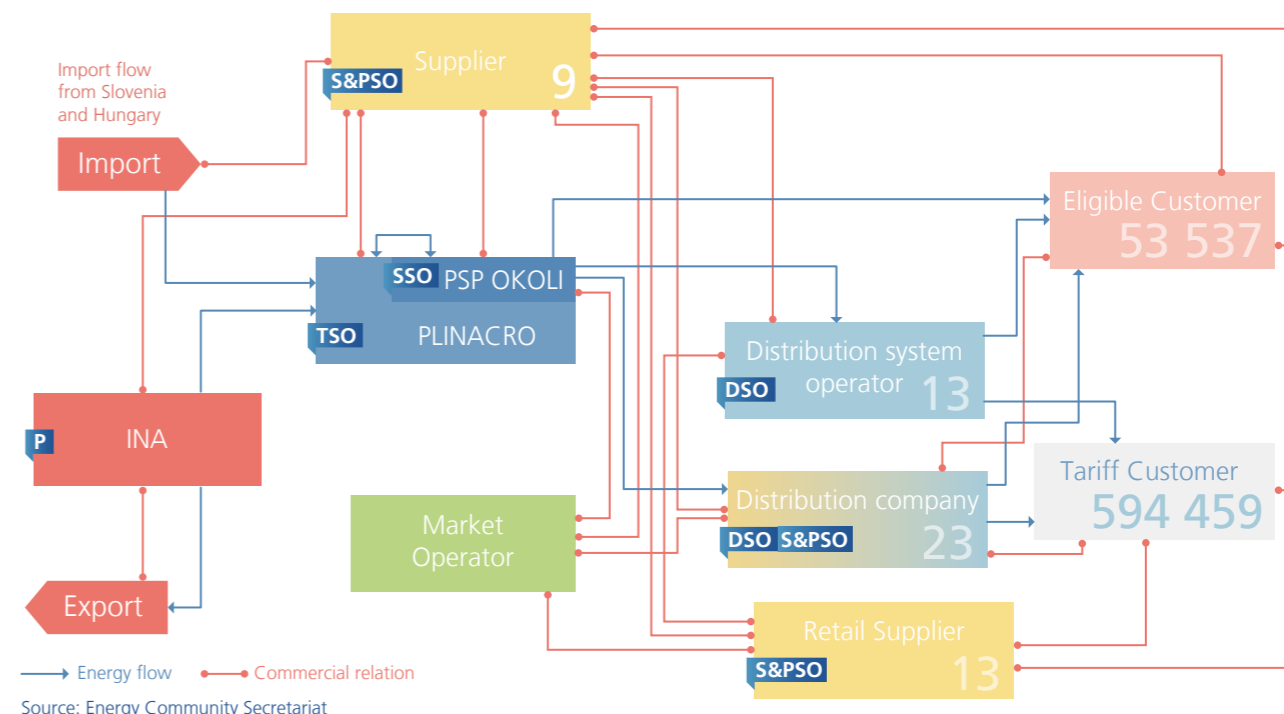 Supplier
9
S&PSO
Import flow
from Slovenia
and Hungary
Import
Eligible Customer
53 537
SSO
PSP OKOLI
TSO
PLINACRO
Distribution system
operator
13
DSO
INA
P
Tariff Customer
594 459
Distribution company
23
DSO
S&PSO
Market
Operator
Export
Retail Supplier
13
S&PSO
Energy flow
Commercial relation
Source: Energy Community Secretariat